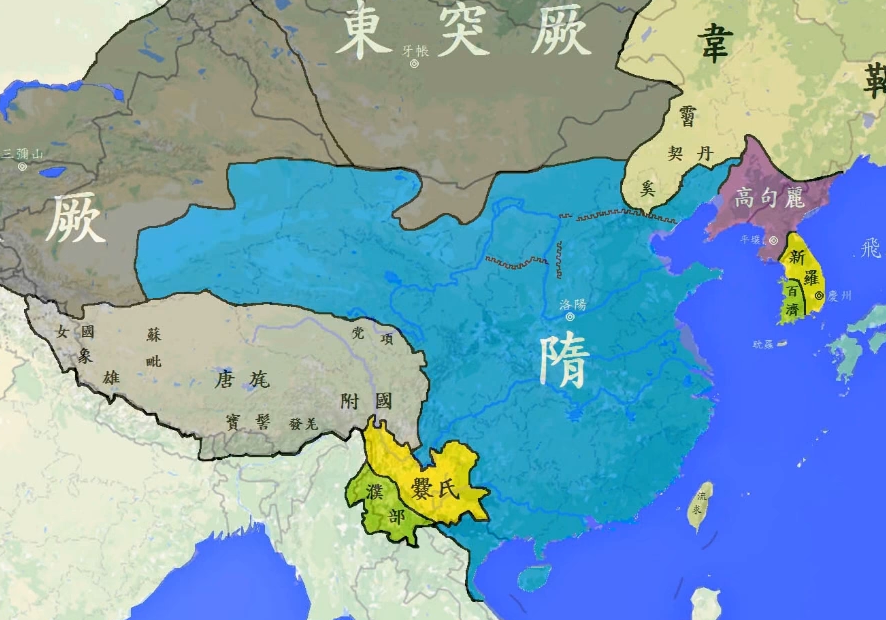 東突厥
牙帳
韋
三彌山
厥
霫
契丹
奚
高句麗
平壤
新羅
百濟
慶州
飛
洛陽
隋
耽羅
女國
蘇毗
象雄
党項
唐旄
附國
寶髻
發羌
爨氏
濮部
流求